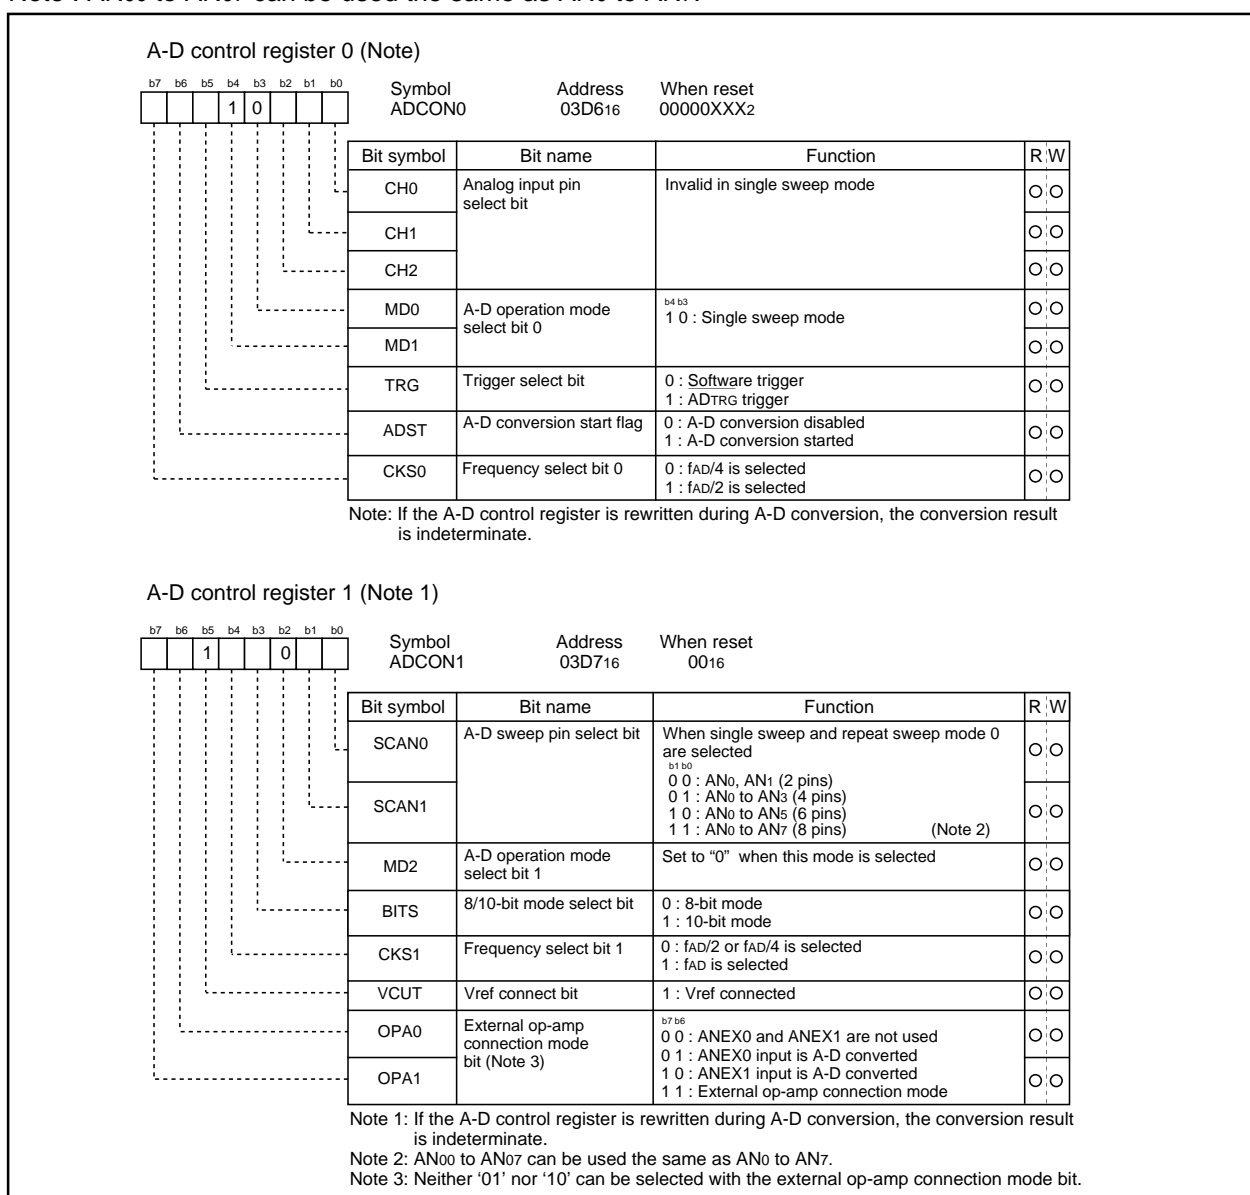 A-D control register 0 (Note)
b7 b6 b5 b4 b3 b2 b1 b0
1 0
Symbol Address When reset
ADCON0 03D616 00000XXX2
Bit symbol Bit name Function R W
CH0 Analog input pin select bit Invalid in single sweep mode
CH1
CH2
MD0 A-D operation mode select bit 0
b4 b3
1 0 : Single sweep mode
MD1
TRG Trigger select bit 0 : Software trigger
1 : ADTRG trigger
ADST A-D conversion start flag 0 : A-D conversion disabled
1 : A-D conversion started
CKS0 Frequency select bit 0 0 : fAD/4 is selected
1 : fAD/2 is selected
Note: If the A-D control register is rewritten during A-D conversion, the conversion result
is indeterminate.
A-D control register 1 (Note 1)
b7 b6 b5 b4 b3 b2 b1 b0
1 0
Symbol Address When reset
ADCON1 03D716 0016
Bit symbol Bit name Function R W
SCAN0 A-D sweep pin select bit When single sweep and repeat sweep mode 0
are selected
b1 b0
0 0 : AN0, AN1 (2 pins)
0 1 : AN0 to AN3 (4 pins)
SCAN1
1 0 : AN0 to AN5 (6 pins)
1 1 : AN0 to AN7 (8 pins) (Note 2)
MD2 A-D operation mode select bit 1 Set to “0” when this mode is selected
BITS 8/10-bit mode select bit 0 : 8-bit mode
1 : 10-bit mode
CKS1 Frequency select bit 1 0 : fAD/2 or fAD/4 is selected
1 : fAD is selected
VCUT Vref connect bit 1 : Vref connected
OPA0 External op-amp connection mode bit (Note 3)
b7 b6
0 0 : ANEX0 and ANEX1 are not used
0 1 : ANEX0 input is A-D converted
OPA1
1 0 : ANEX1 input is A-D converted
1 1 : External op-amp connection mode
Note 1: If the A-D control register is rewritten during A-D conversion, the conversion result
is indeterminate.
Note 2: AN00 to AN07 can be used the same as AN0 to AN7.
Note 3: Neither ‘01’ nor ‘10’ can be selected with the external op-amp connection mode bit.